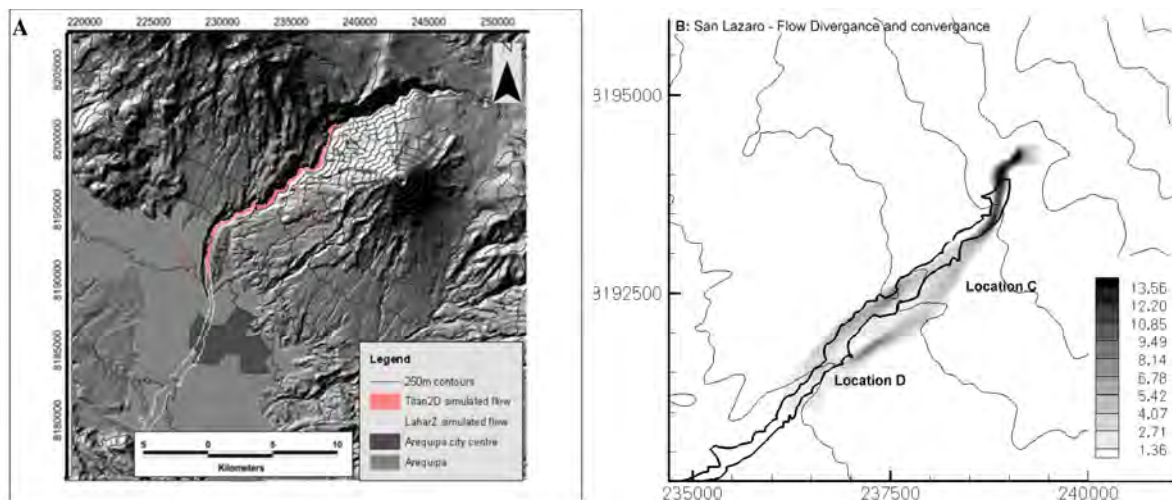 A
220000 225000 230000 235000 240000 245000 250000
N
8205000
8200000
8195000
8190000
8185000
8180000
Legend
250m contours
Titan2D simulated flow
LaharZ simulated flow
Arequipa city centre
Arequipa
5 0 5 10
Kilometers
B: San Lazaro - Flow Divergance and convergance
8195000
8192500
Location C
Location D
13.56
12.20
10.85
9.49
8.14
6.78
5.42
4.07
2.71
1.36
235000 237500 240000